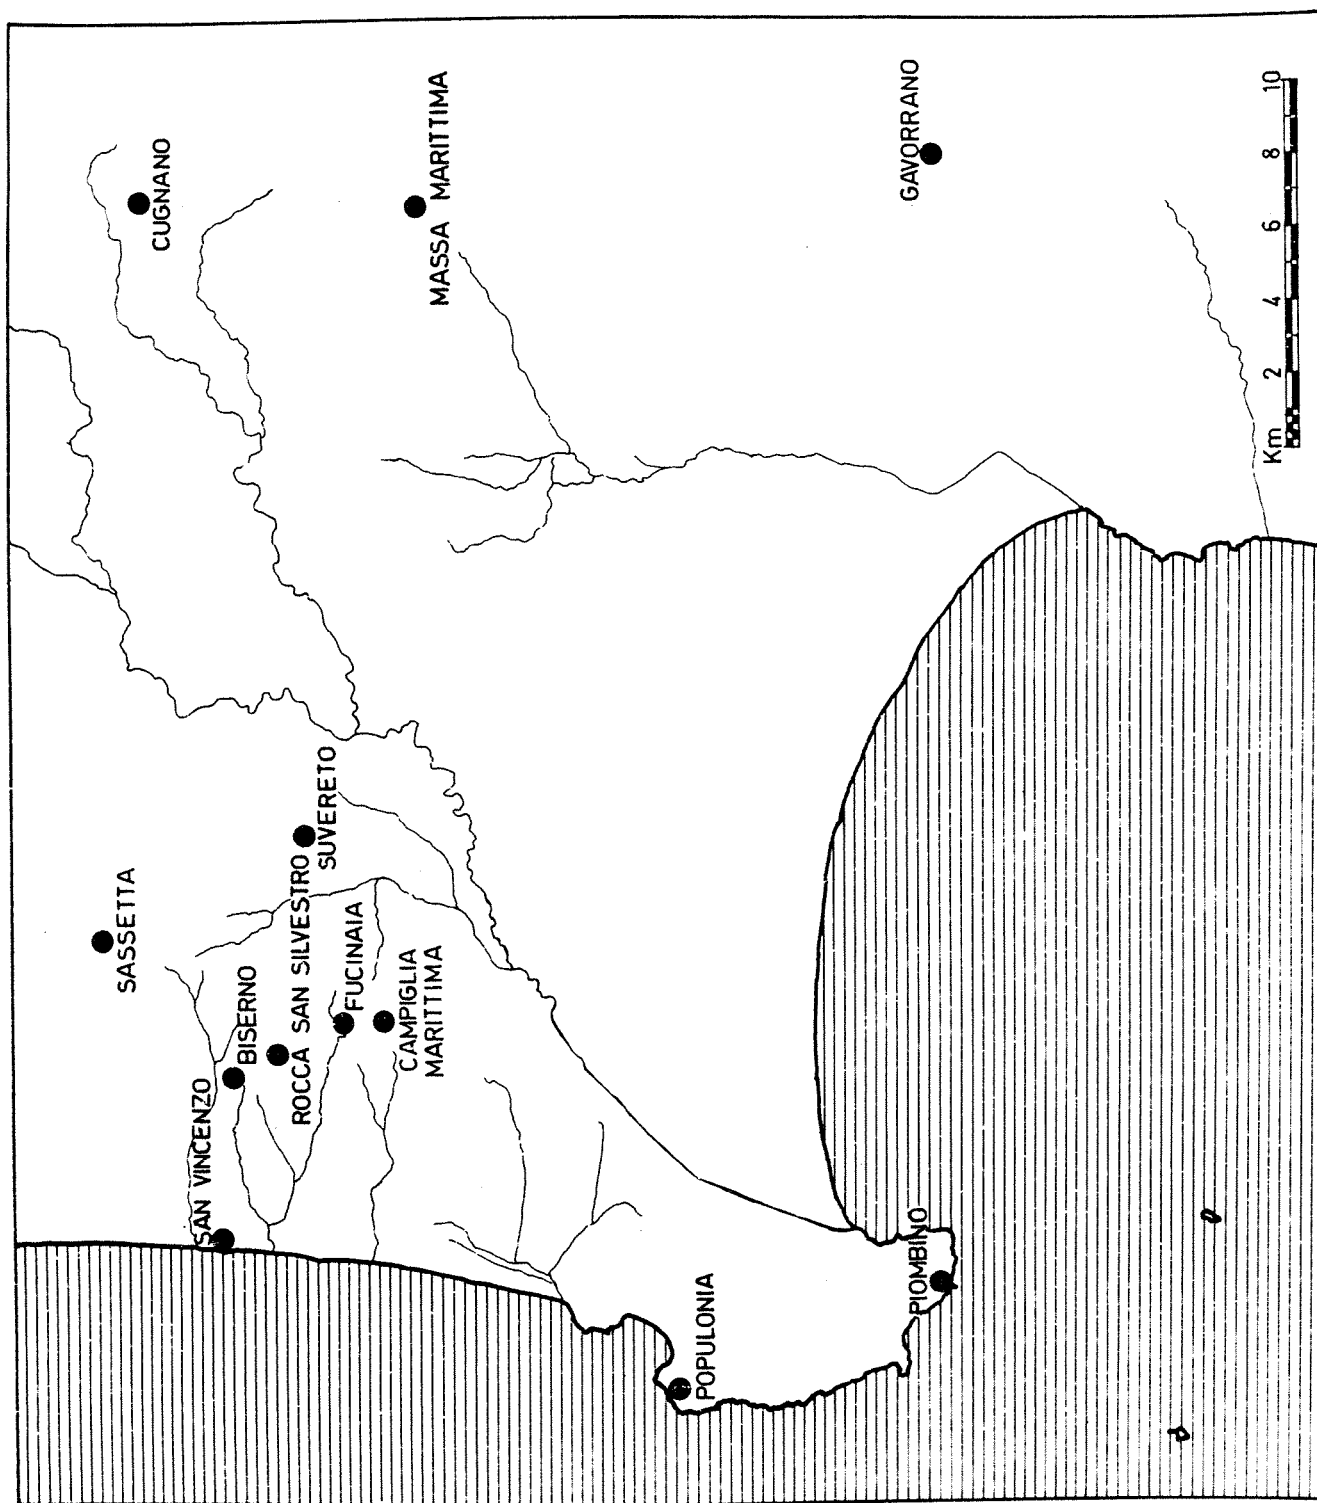 SASSETTA
CUGNANO
SAN VINCENZO
BISERNO
ROCCA SAN SILVESTRO
SUVERETO
FUCINAIA
CAMPIGLIA
MARITTIMA
MASSA MARITTIMA
POPULONIA
PIOMBINO
GAVORRANO
Km 2 4 6 8 10